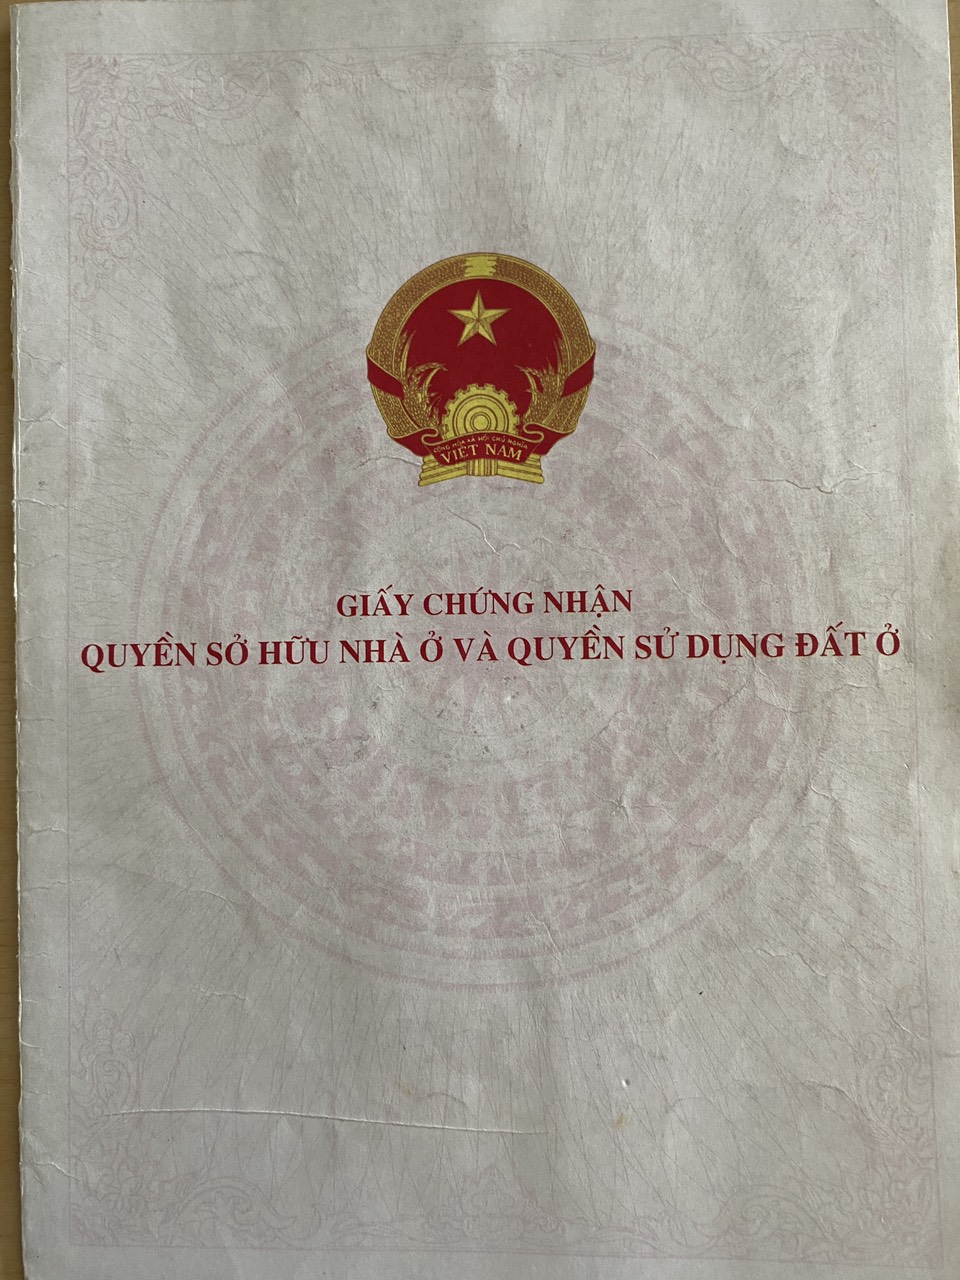 CỘNG HÒA XÃ HỘI CHỦ NGHĨA
VIỆT NAM
GIẤY CHỨNG NHẬN
QUYỀN SỞ HỮU NHÀ Ở VÀ QUYỀN SỬ DỤNG ĐẤT Ở